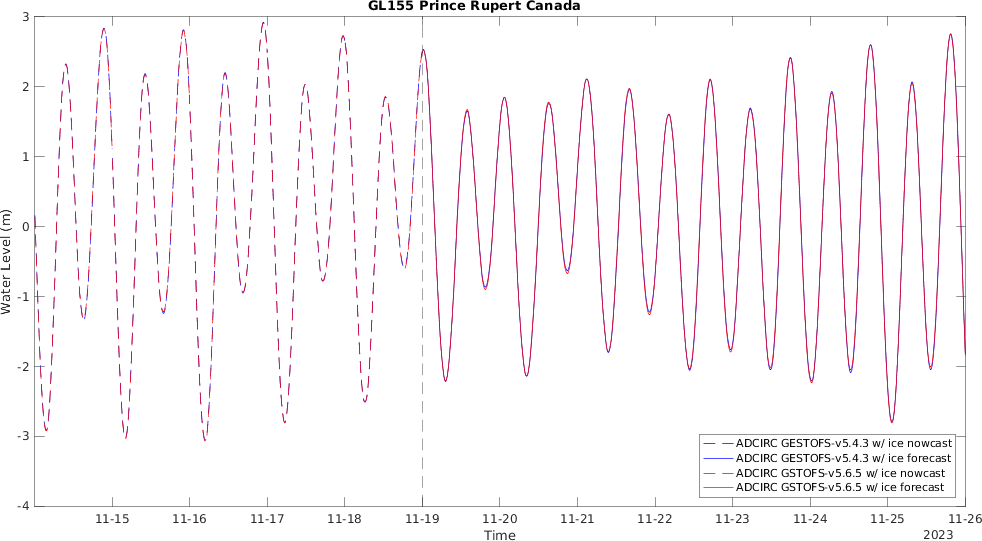 GL155 Prince Rupert Canada
3
2
1
0
-1
-2
-3
-4
Water Level (m)
ADCIRC GESTOFS-v5.4.3 w/ ice nowcast
ADCIRC GESTOFS-v5.4.3 w/ ice forecast
ADCIRC GSTOFS-v5.6.5 w/ ice nowcast
ADCIRC GSTOFS-v5.6.5 w/ ice forecast
11-15 11-16 11-17 11-18 11-19 11-20 11-21 11-22 11-23 11-24 11-25 11-26
Time
2023